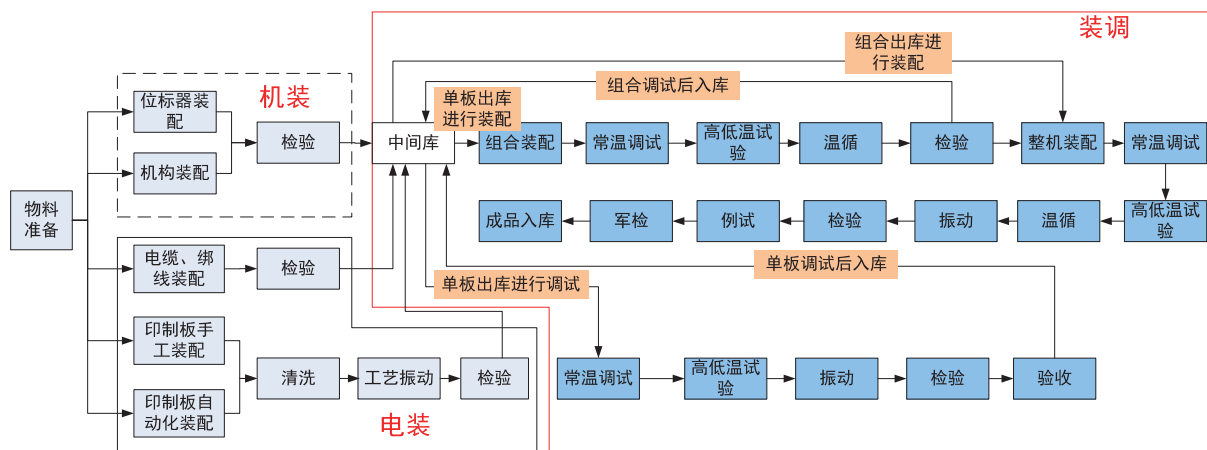 装调
组合出库进
行装配
组合调试后入库
机装
单板出库
进行装配
位标器装
配
机构装配
检验
中间库
组合装配
常温调试
高低温试
验
温循
检验
整机装配
常温调试
物料
准备
成品入库
军检
例试
检验
振动
温循
高低温试
验
电缆、绑
线装配
检验
单板出库进行调试
单板调试后入库
印制板手
工装配
印制板自
动化装配
清洗
工艺振动
检验
电装
常温调试
高低温试
验
振动
检验
验收